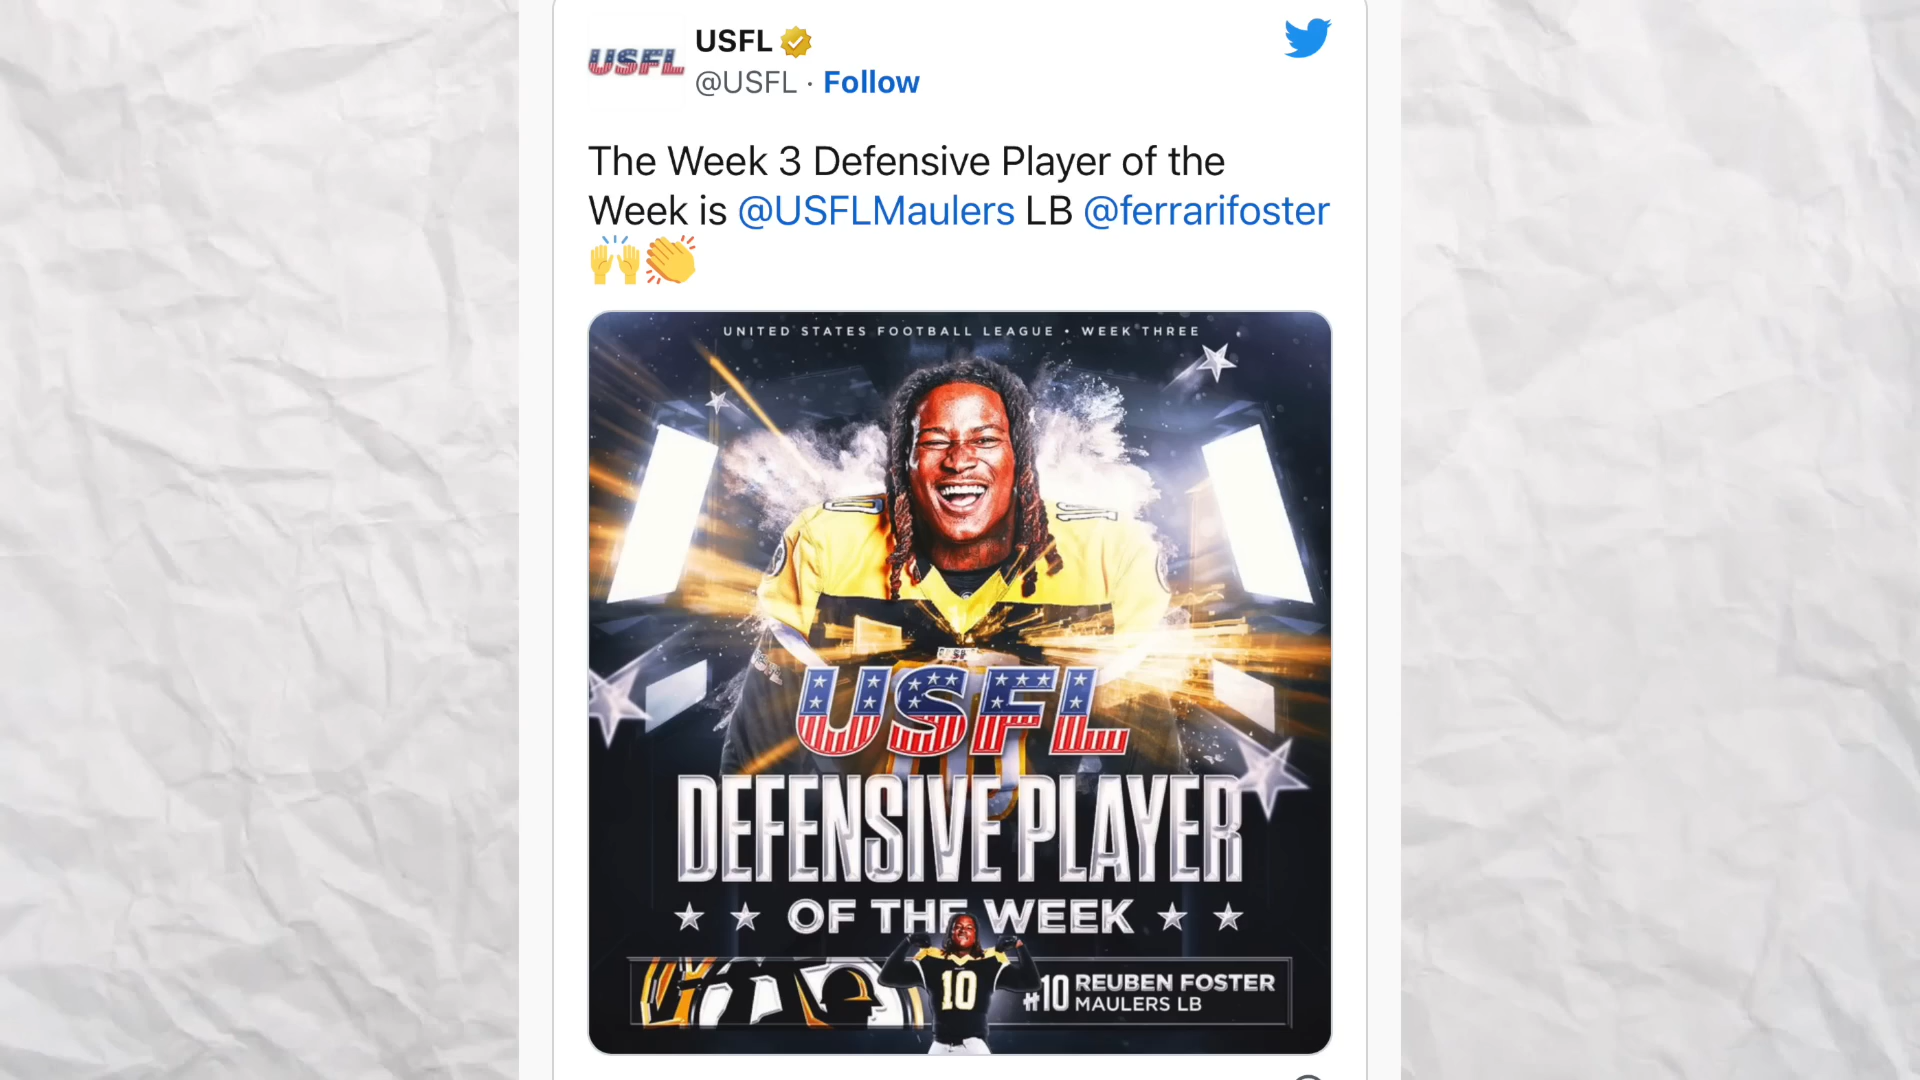 USFL
USFL
@USFL · Follow
The Week 3 Defensive Player of the
Week is @USFLMaulers LB @ferrarifoster
🙌👏
UNITED STATES FOOTBALL LEAGUE • WEEK THREE
USFL
DEFENSIVE PLAYER
OF THE WEEK
10
#10 REUBEN FOSTER
MAULERS LB